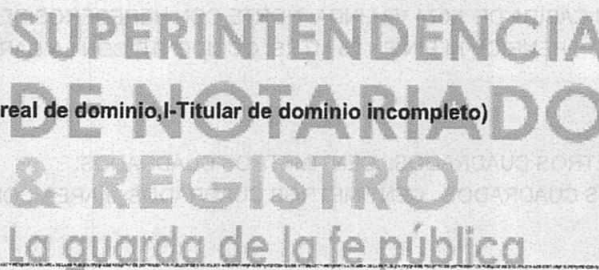 SUPERINTENDENCIA
real de dominio,I-Titular de dominio incompleto)
DE NOTARIADO
& REGISTRO
La guarda de la fe pública